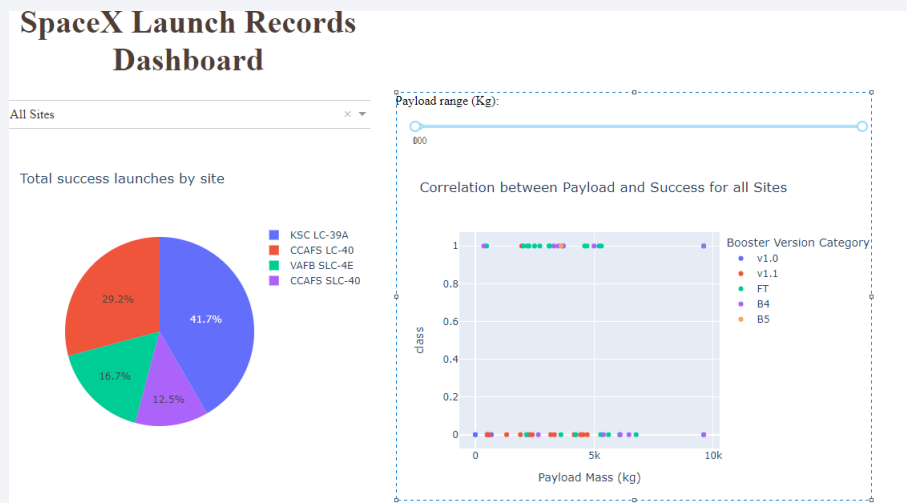 SpaceX Launch Records
Dashboard
All Sites
×
Payload range (Kg):
Total success launches by site
KSC LC-39A
CCAFS LC-40
VAFB SLC-4E
CCAFS SLC-40
29.2%
41.7%
16.7%
12.5%
Correlation between Payload and Success for all Sites
Booster Version Category
v1.0
v1.1
FT
B4
B5
class
1
0.8
0.6
0.4
0.2
0
0
5k
10k
Payload Mass (kg)